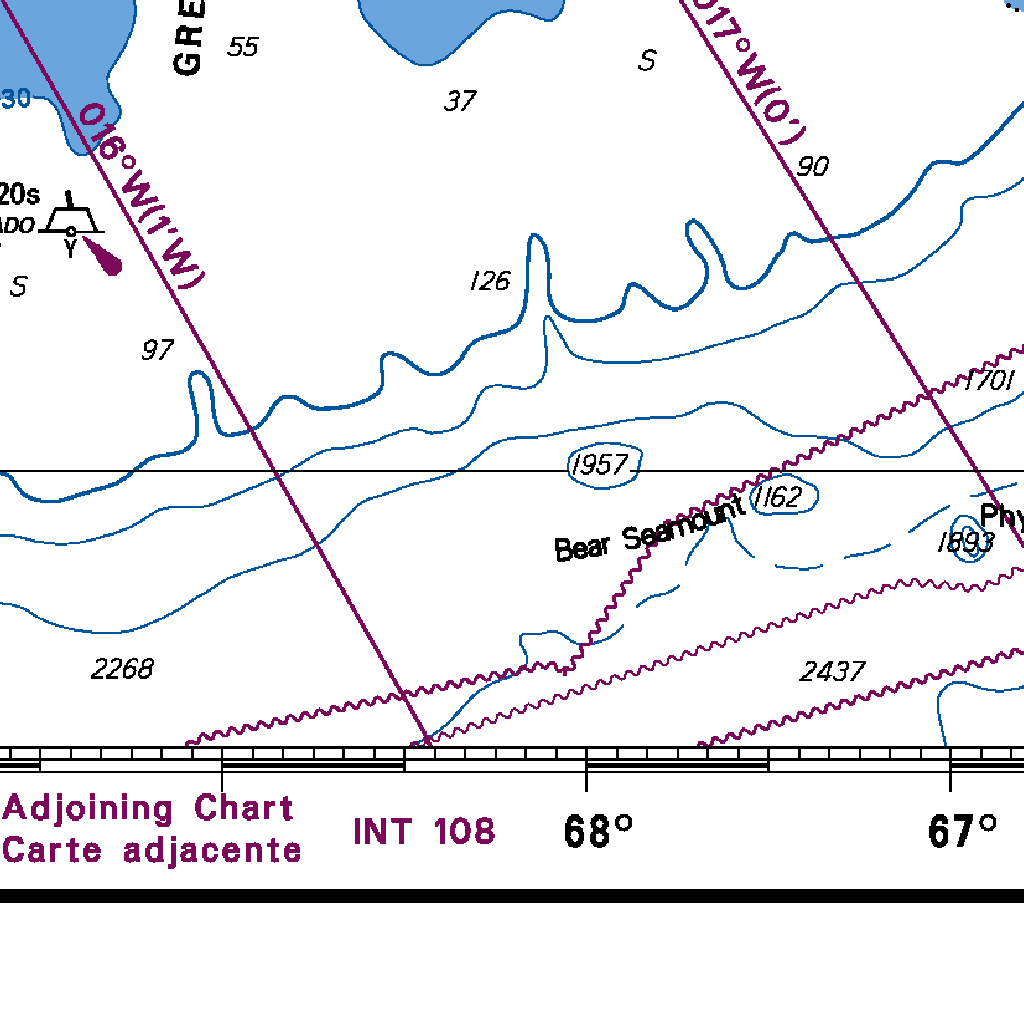 GRE
55
S
37
30
016°W(1'W)
017°W(0')
90
20s
ADO
Y
S
126
97
1701
1957
1162
Bear Seamount
Phy
1893
2268
2437
Adjoining Chart
Carte adjacente
INT 108
68°
67°